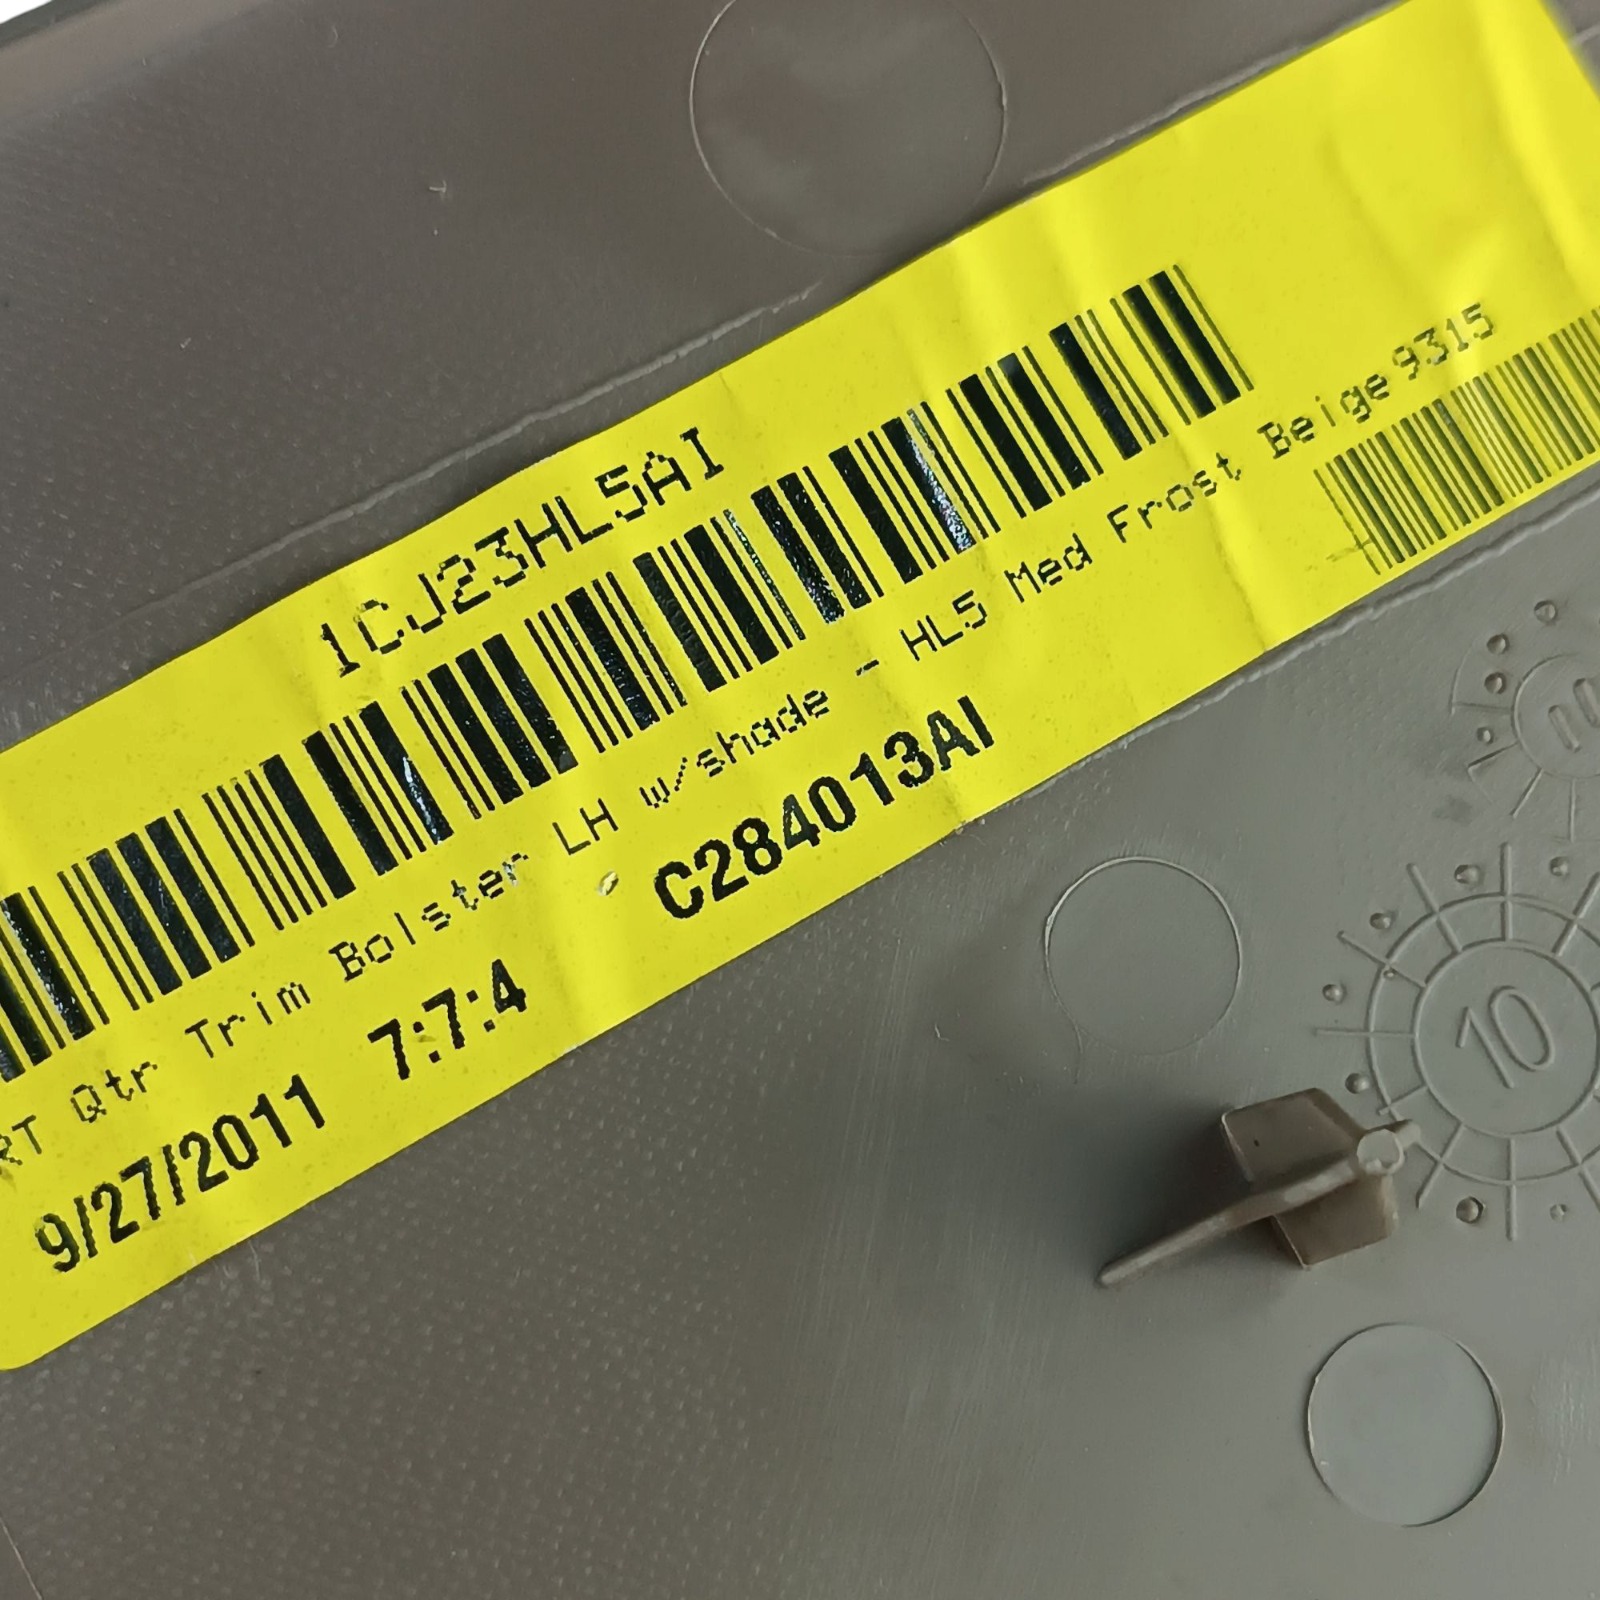 1CJ23HL5AI
RT Qtr Trim Bolster LH w/shade - HL5 Med Frost Beige 9315
9/27/2011 7:7:4 C284013AI
10